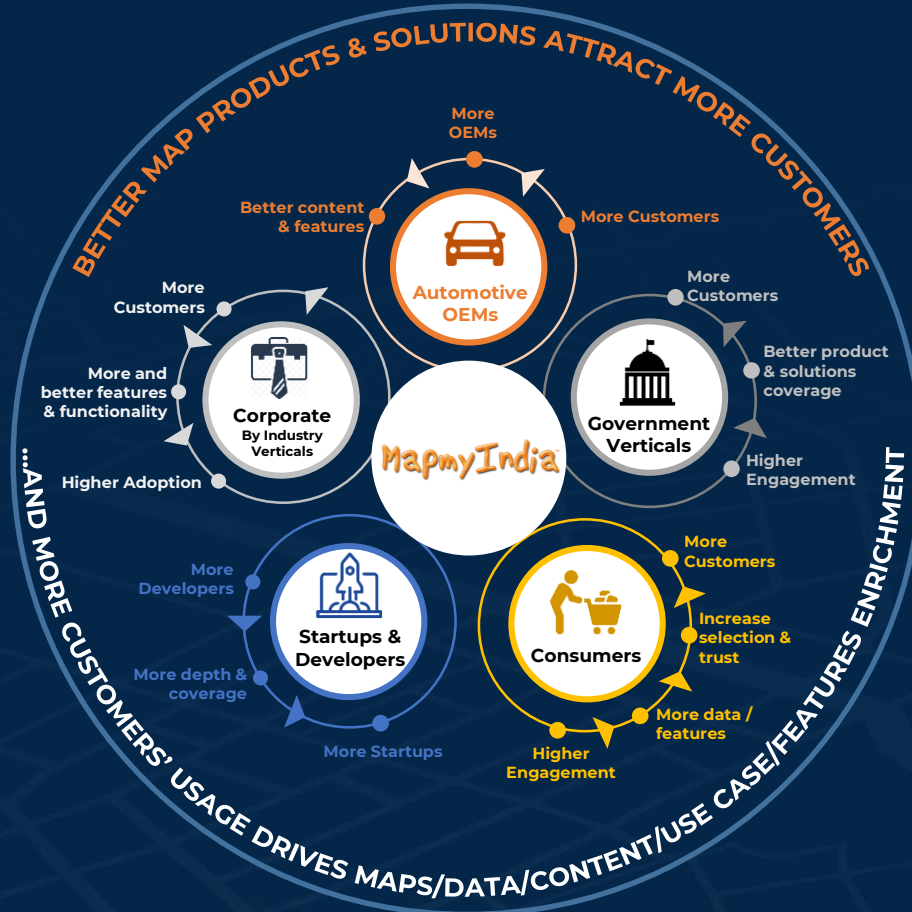 BETTER MAP PRODUCTS & SOLUTIONS ATTRACT MORE CUSTOMERS
More
OEMs
Better content
& features
More Customers
Automotive
OEMs
More
Customers
More and
better features
& functionality
Higher Adoption
Corporate
By Industry
Verticals
More
Customers
Better product
& solutions
coverage
Higher
Engagement
Government
Verticals
MapmyIndia
More
Developers
More depth &
coverage
More Startups
Startups &
Developers
More
Customers
Increase
selection &
trust
More data /
features
Higher
Engagement
Consumers
...AND MORE CUSTOMERS' USAGE DRIVES MAPS/DATA/CONTENT/USE CASE/FEATURES ENRICHMENT